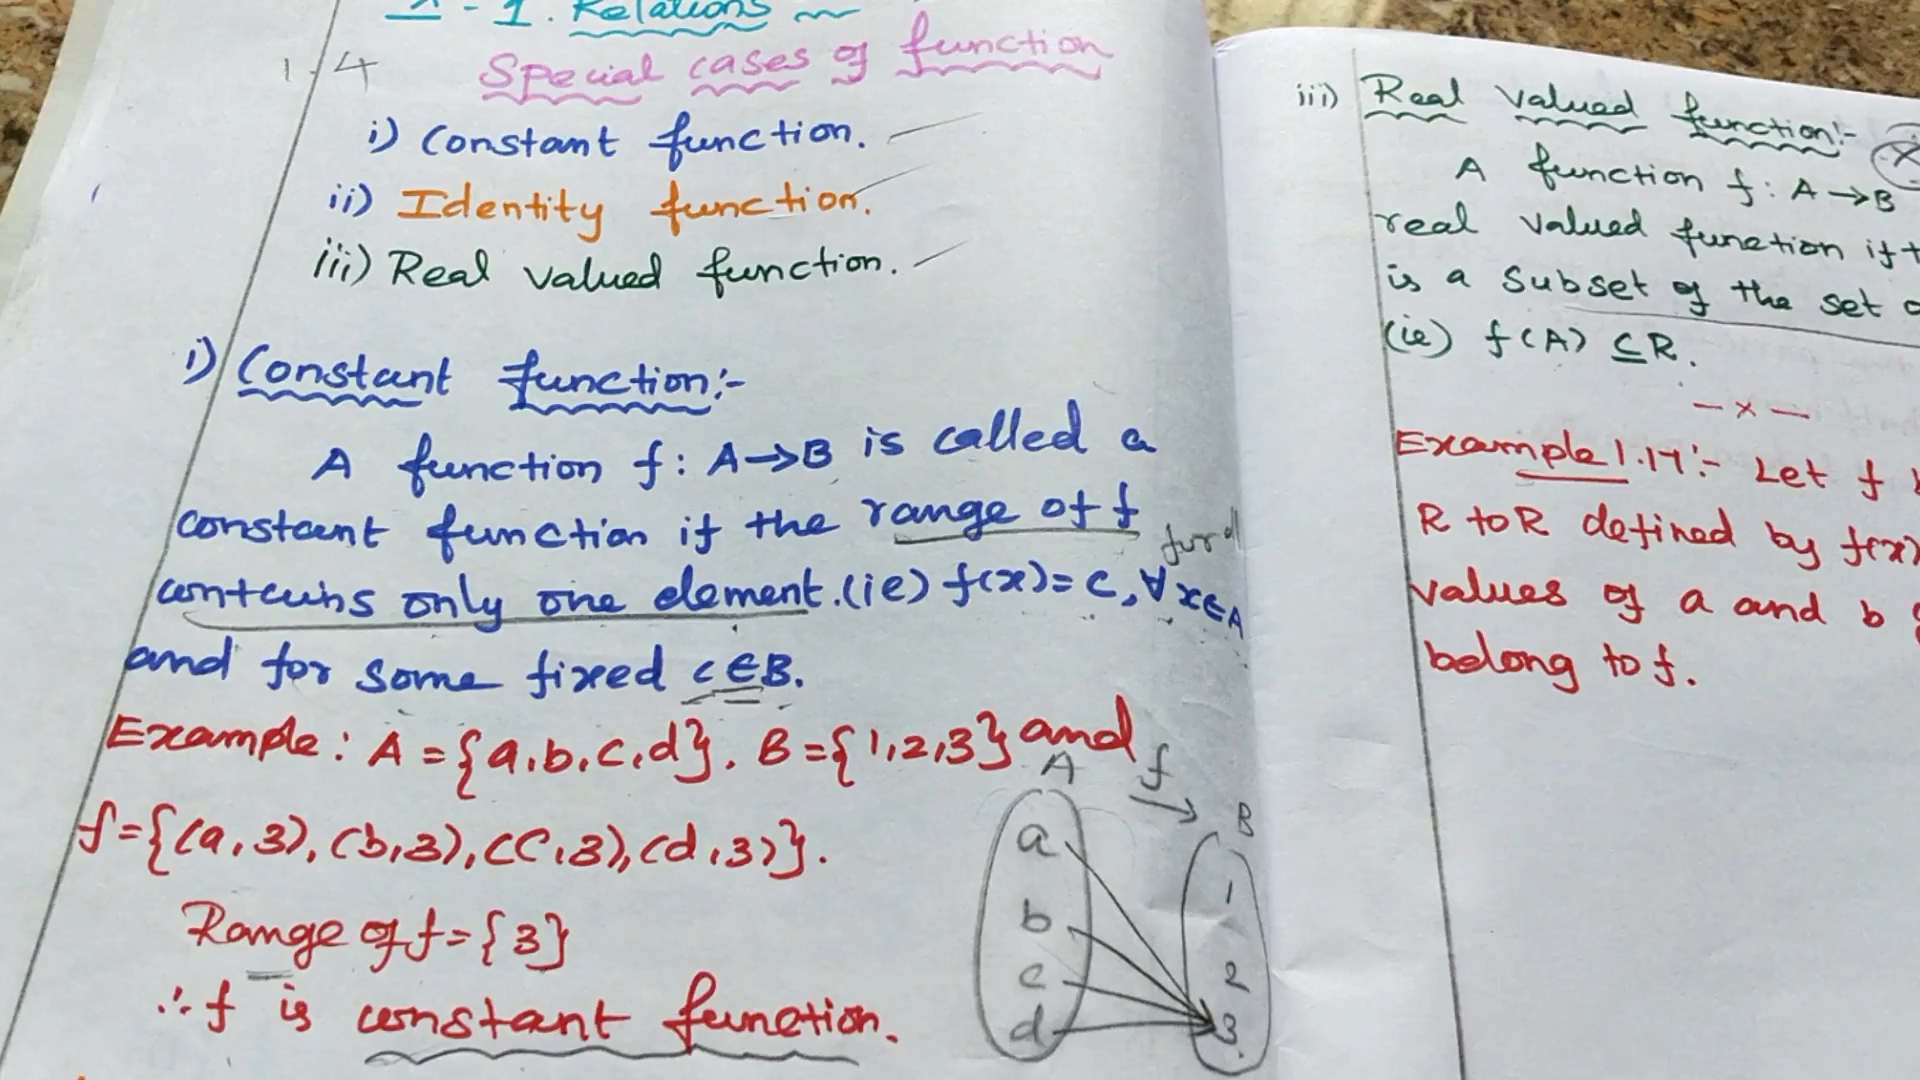 1. Relations
1.4 Special cases of function
i) Constant function.
ii) Identity function.
iii) Real valued function.
i) Constant function:-
A function f: A→B is called a
constant function if the range of f
contains only one element. (ie) f(x) = c, ∀ x∈A
and for some fixed c∈B.
Example: A = {a,b,c,d}. B = {1,2,3} and
f = {(a,3), (b,3), (c,3), (d,3)}.
Range of f = {3}
∴ f is constant function.
A f B
a 1
b
c 2
d 3
iii) Real valued function:-
A function f: A→B
real valued function if
is a Subset of the set
(ie) f(A) ⊆ R.
—x—
Example 1.17:- Let f
R to R defined by f(x)
values of a and b
belong to f.